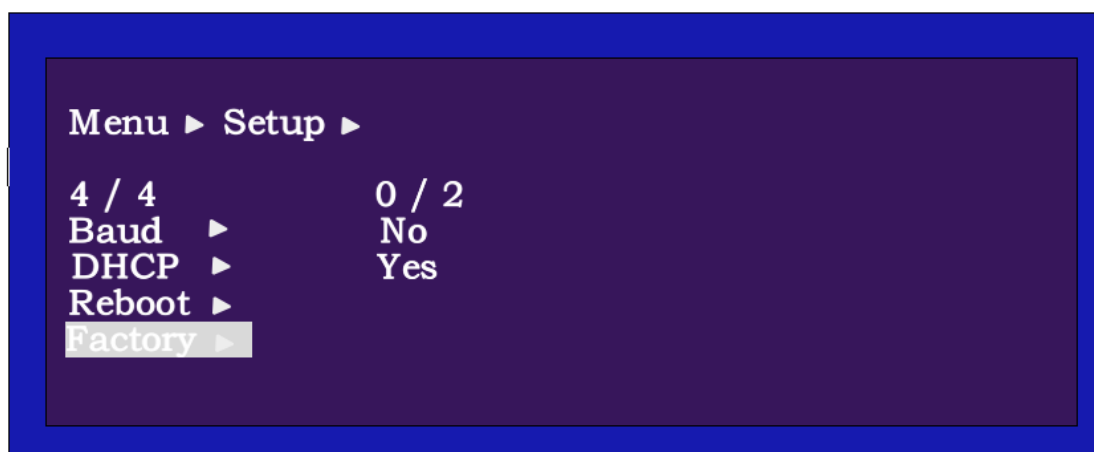 Menu ► Setup ►
4 / 4 0 / 2
Baud ► No
DHCP ► Yes
Reboot ►
Factory ►